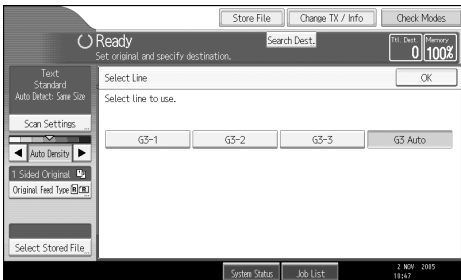 Store File
Change TX / Info
Check Modes
Ready
Search Dest.
Set original and specify destination.
Ttl. Dest.
0
Memory
100%
Text
Standard
Auto Detect: Same Size
Scan Settings
Auto Density
1 Sided Original
Original Feed Type
Select Stored File
Select Line
OK
Select line to use.
G3-1
G3-2
G3-3
G3 Auto
System Status
Job List
2 NOV 2005
10:47